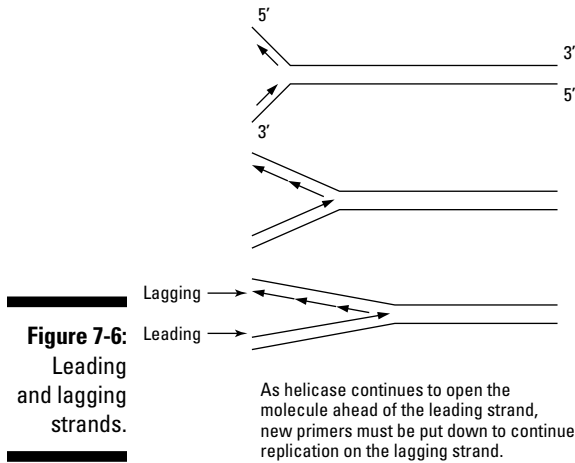 5′
3′
5′
3′
Lagging
Leading
Figure 7-6:
Leading
and lagging
strands.
As helicase continues to open the
molecule ahead of the leading strand,
new primers must be put down to continue
replication on the lagging strand.